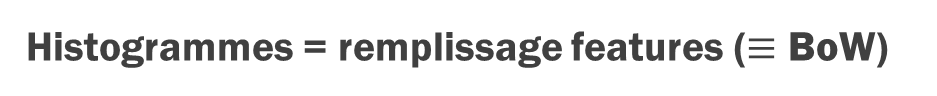 Histogrammes = remplissage features (≡ BoW)